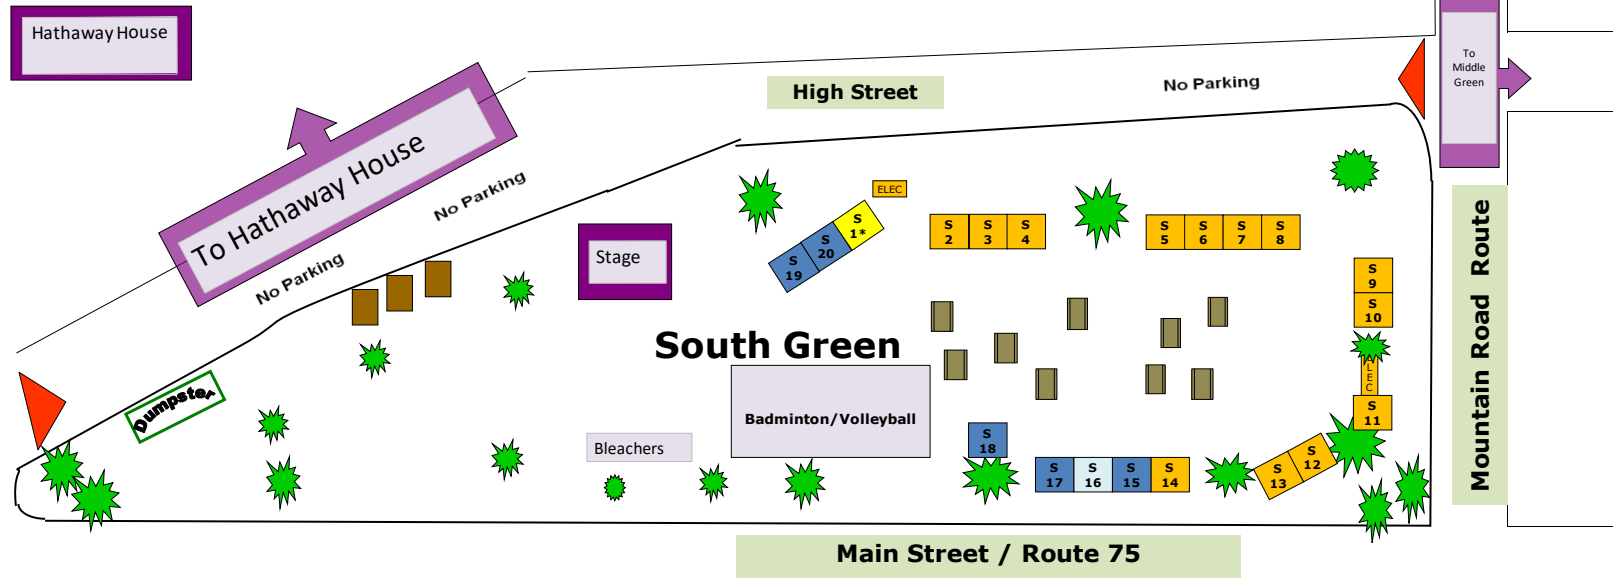 Hathaway House
To
Middle
Green
High Street
No Parking
To Hathaway House
No Parking
No Parking
ELEC
S
1*
S
20
S
19
S
2
S
3
S
4
S
5
S
6
S
7
S
8
Stage
S
9
S
10
ELEC
S
11
South Green
Mountain Road Route
Dumpster
Badminton/Volleyball
Bleachers
S
18
S
17
S
16
S
15
S
14
S
13
S
12
Main Street / Route 75